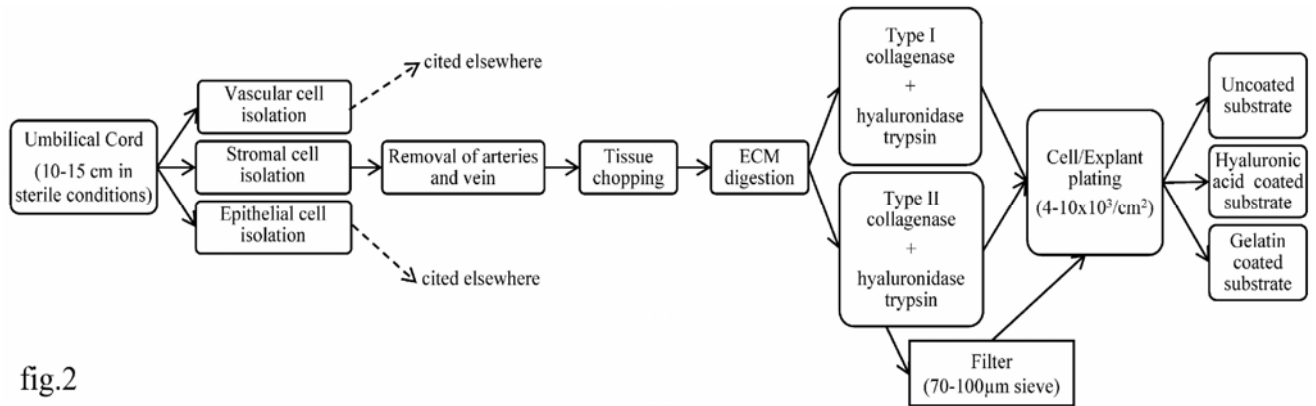 Umbilical Cord
(10-15 cm in
sterile conditions)
Vascular cell
isolation
cited elsewhere
Stromal cell
isolation
Epithelial cell
isolation
cited elsewhere
Removal of arteries
and vein
Tissue
chopping
ECM
digestion
Type I
collagenase
+
hyaluronidase
trypsin
Type II
collagenase
+
hyaluronidase
trypsin
Filter
(70-100µm sieve)
Cell/Explant
plating
(4-10x10³/cm²)
Uncoated
substrate
Hyaluronic
acid coated
substrate
Gelatin
coated
substrate
fig.2